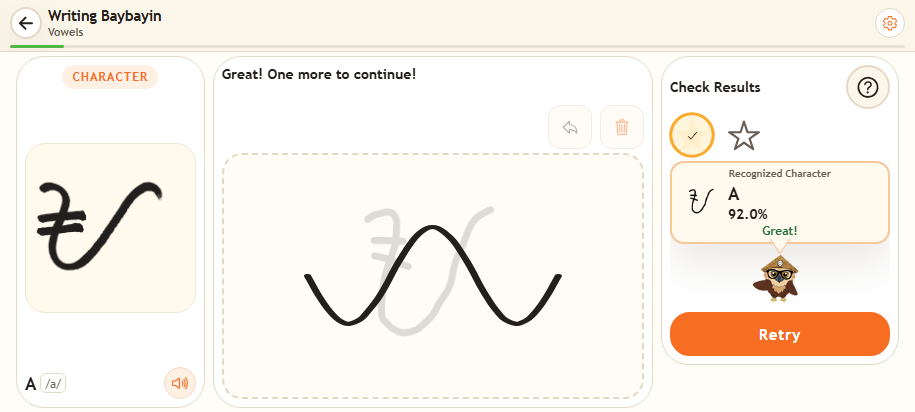 Writing Baybayin
Vowels
CHARACTER
ᜀ
A /a/
Great! One more to continue!
ᜀ
Check Results
?
Recognized Character
ᜀ
A
92.0%
Great!
Retry